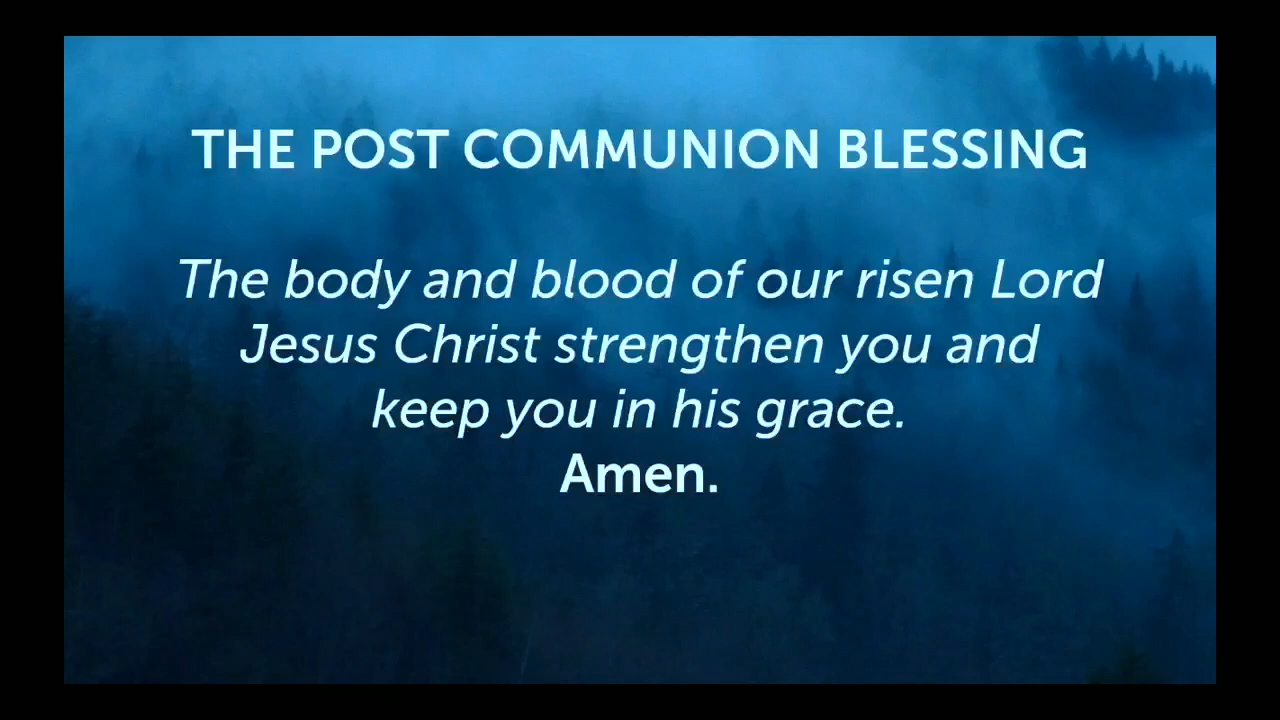 THE POST COMMUNION BLESSING
The body and blood of our risen Lord
Jesus Christ strengthen you and
keep you in his grace.
Amen.